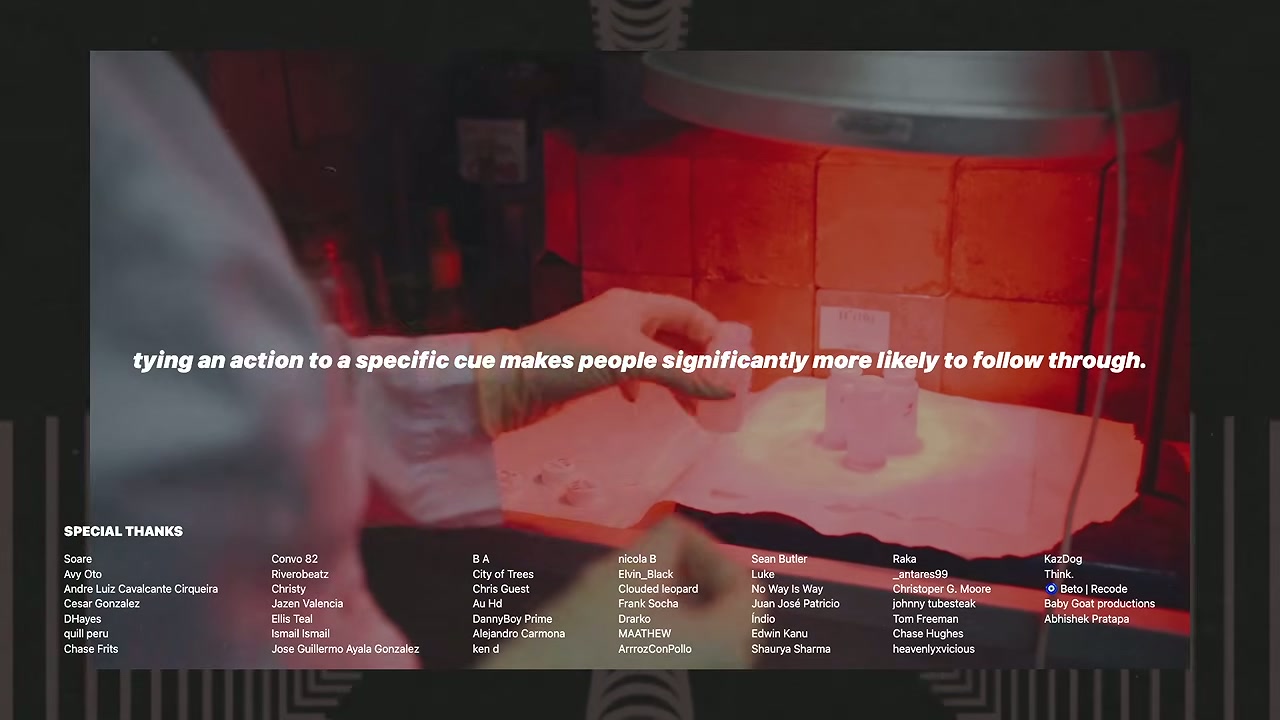 tying an action to a specific cue makes people significantly more likely to follow through.
SPECIAL THANKS
Soare
Avy Oto
Andre Luiz Cavalcante Cirqueira
Cesar Gonzalez
DHayes
quill peru
Chase Frits
Convo 82
Riverobeatz
Christy
Jazen Valencia
Ellis Teal
Ismail Ismail
Jose Guillermo Ayala Gonzalez
B A
City of Trees
Chris Guest
Au Hd
DannyBoy Prime
Alejandro Carmona
ken d
nicola B
Elvin_Black
Clouded leopard
Frank Socha
Drarko
MAATHEW
ArrrozConPollo
Sean Butler
Luke
No Way Is Way
Juan José Patricio
Índio
Edwin Kanu
Shaurya Sharma
Raka
_antares99
Christoper G. Moore
johnny tubesteak
Tom Freeman
Chase Hughes
heavenlyxvicious
KazDog
Think.
Beto | Recode
Baby Goat productions
Abhishek Pratapa